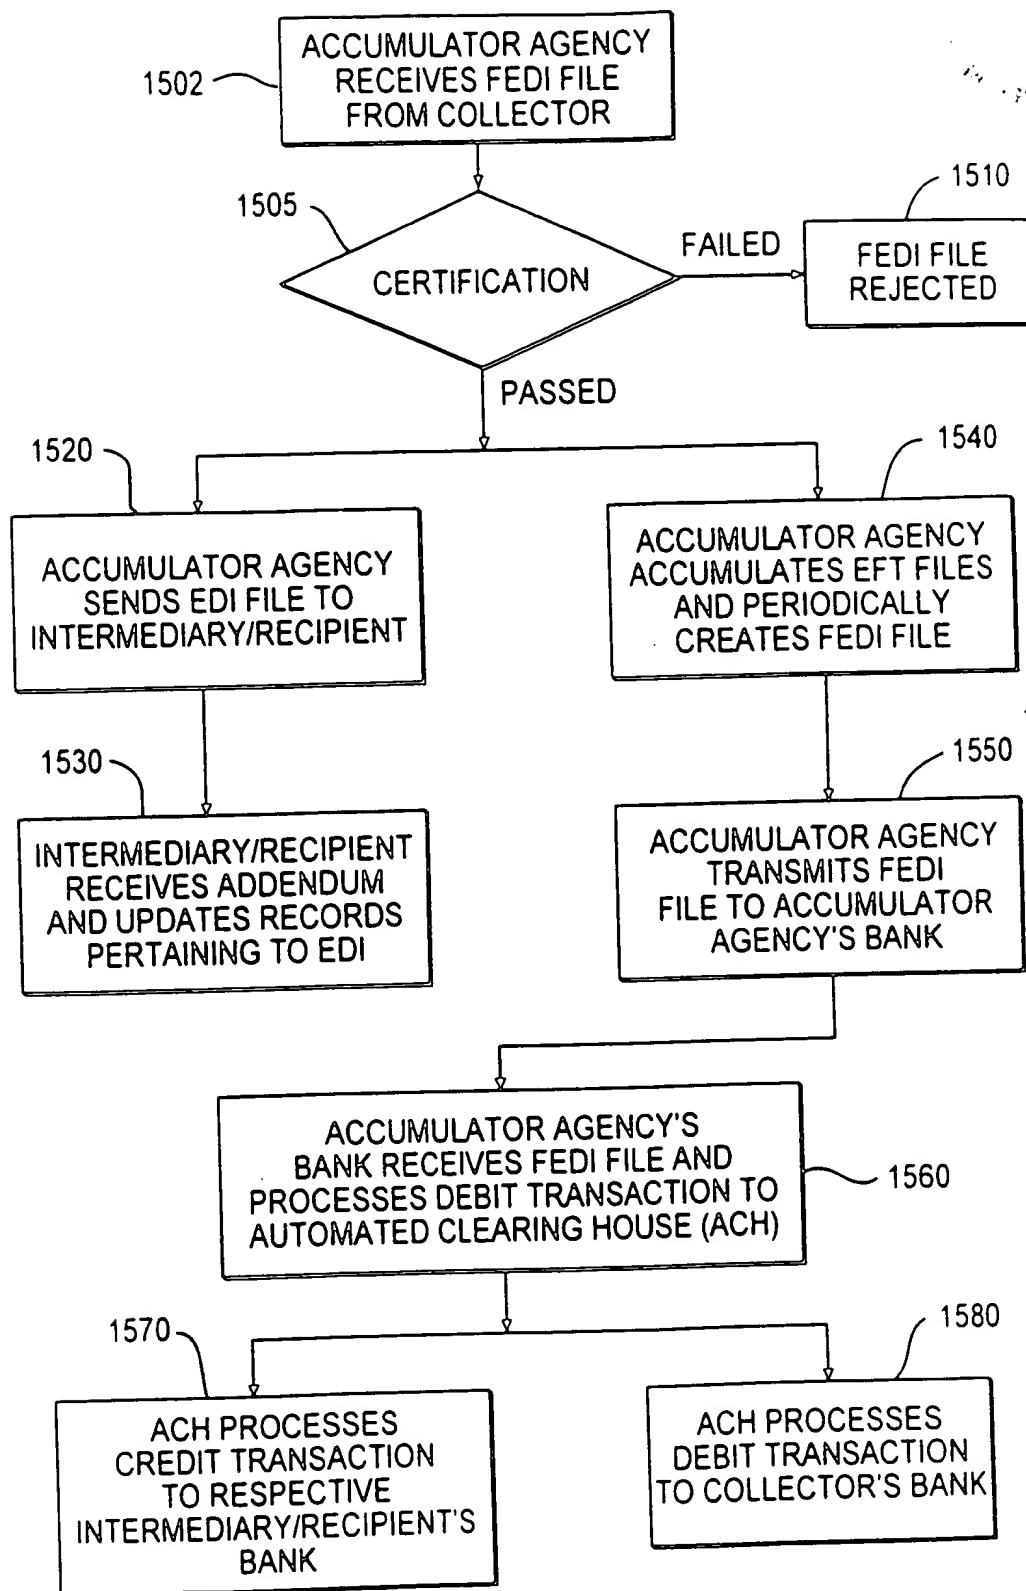 ACCUMULATOR AGENCY
RECEIVES FEDI FILE
FROM COLLECTOR
1502
1505
CERTIFICATION
FAILED
1510
FEDI FILE
REJECTED
PASSED
1520
ACCUMULATOR AGENCY
SENDS EDI FILE TO
INTERMEDIARY/RECIPIENT
1540
ACCUMULATOR AGENCY
ACCUMULATES EFT FILES
AND PERIODICALLY
CREATES FEDI FILE
1530
INTERMEDIARY/RECIPIENT
RECEIVES ADDENDUM
AND UPDATES RECORDS
PERTAINING TO EDI
1550
ACCUMULATOR AGENCY
TRANSMITS FEDI
FILE TO ACCUMULATOR
AGENCY'S BANK
ACCUMULATOR AGENCY'S
BANK RECEIVES FEDI FILE AND
PROCESSES DEBIT TRANSACTION TO
AUTOMATED CLEARING HOUSE (ACH)
1560
1570
ACH PROCESSES
CREDIT TRANSACTION
TO RESPECTIVE
INTERMEDIARY/RECIPIENT'S
BANK
1580
ACH PROCESSES
DEBIT TRANSACTION
TO COLLECTOR'S BANK